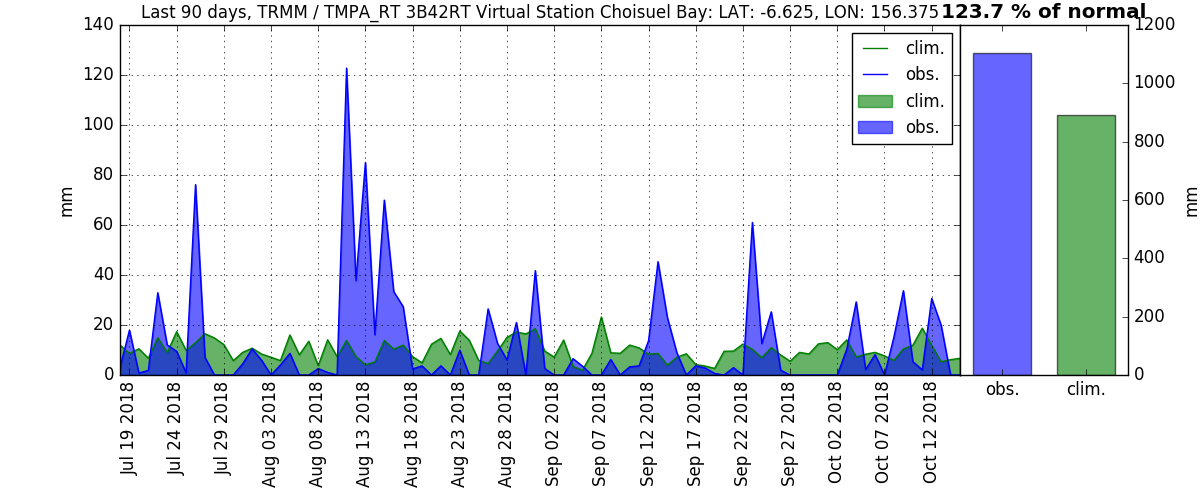 Last 90 days, TRMM / TMPA_RT 3B42RT Virtual Station Choisuel Bay: LAT: -6.625, LON: 156.375 123.7 % of normal
140
120
100
80
60
40
20
0
mm
clim.
obs.
clim.
obs.
Jul 19 2018
Jul 24 2018
Jul 29 2018
Aug 03 2018
Aug 08 2018
Aug 13 2018
Aug 18 2018
Aug 23 2018
Aug 28 2018
Sep 02 2018
Sep 07 2018
Sep 12 2018
Sep 17 2018
Sep 22 2018
Sep 27 2018
Oct 02 2018
Oct 07 2018
Oct 12 2018
1200
1000
800
600
400
200
0
mm
obs.
clim.